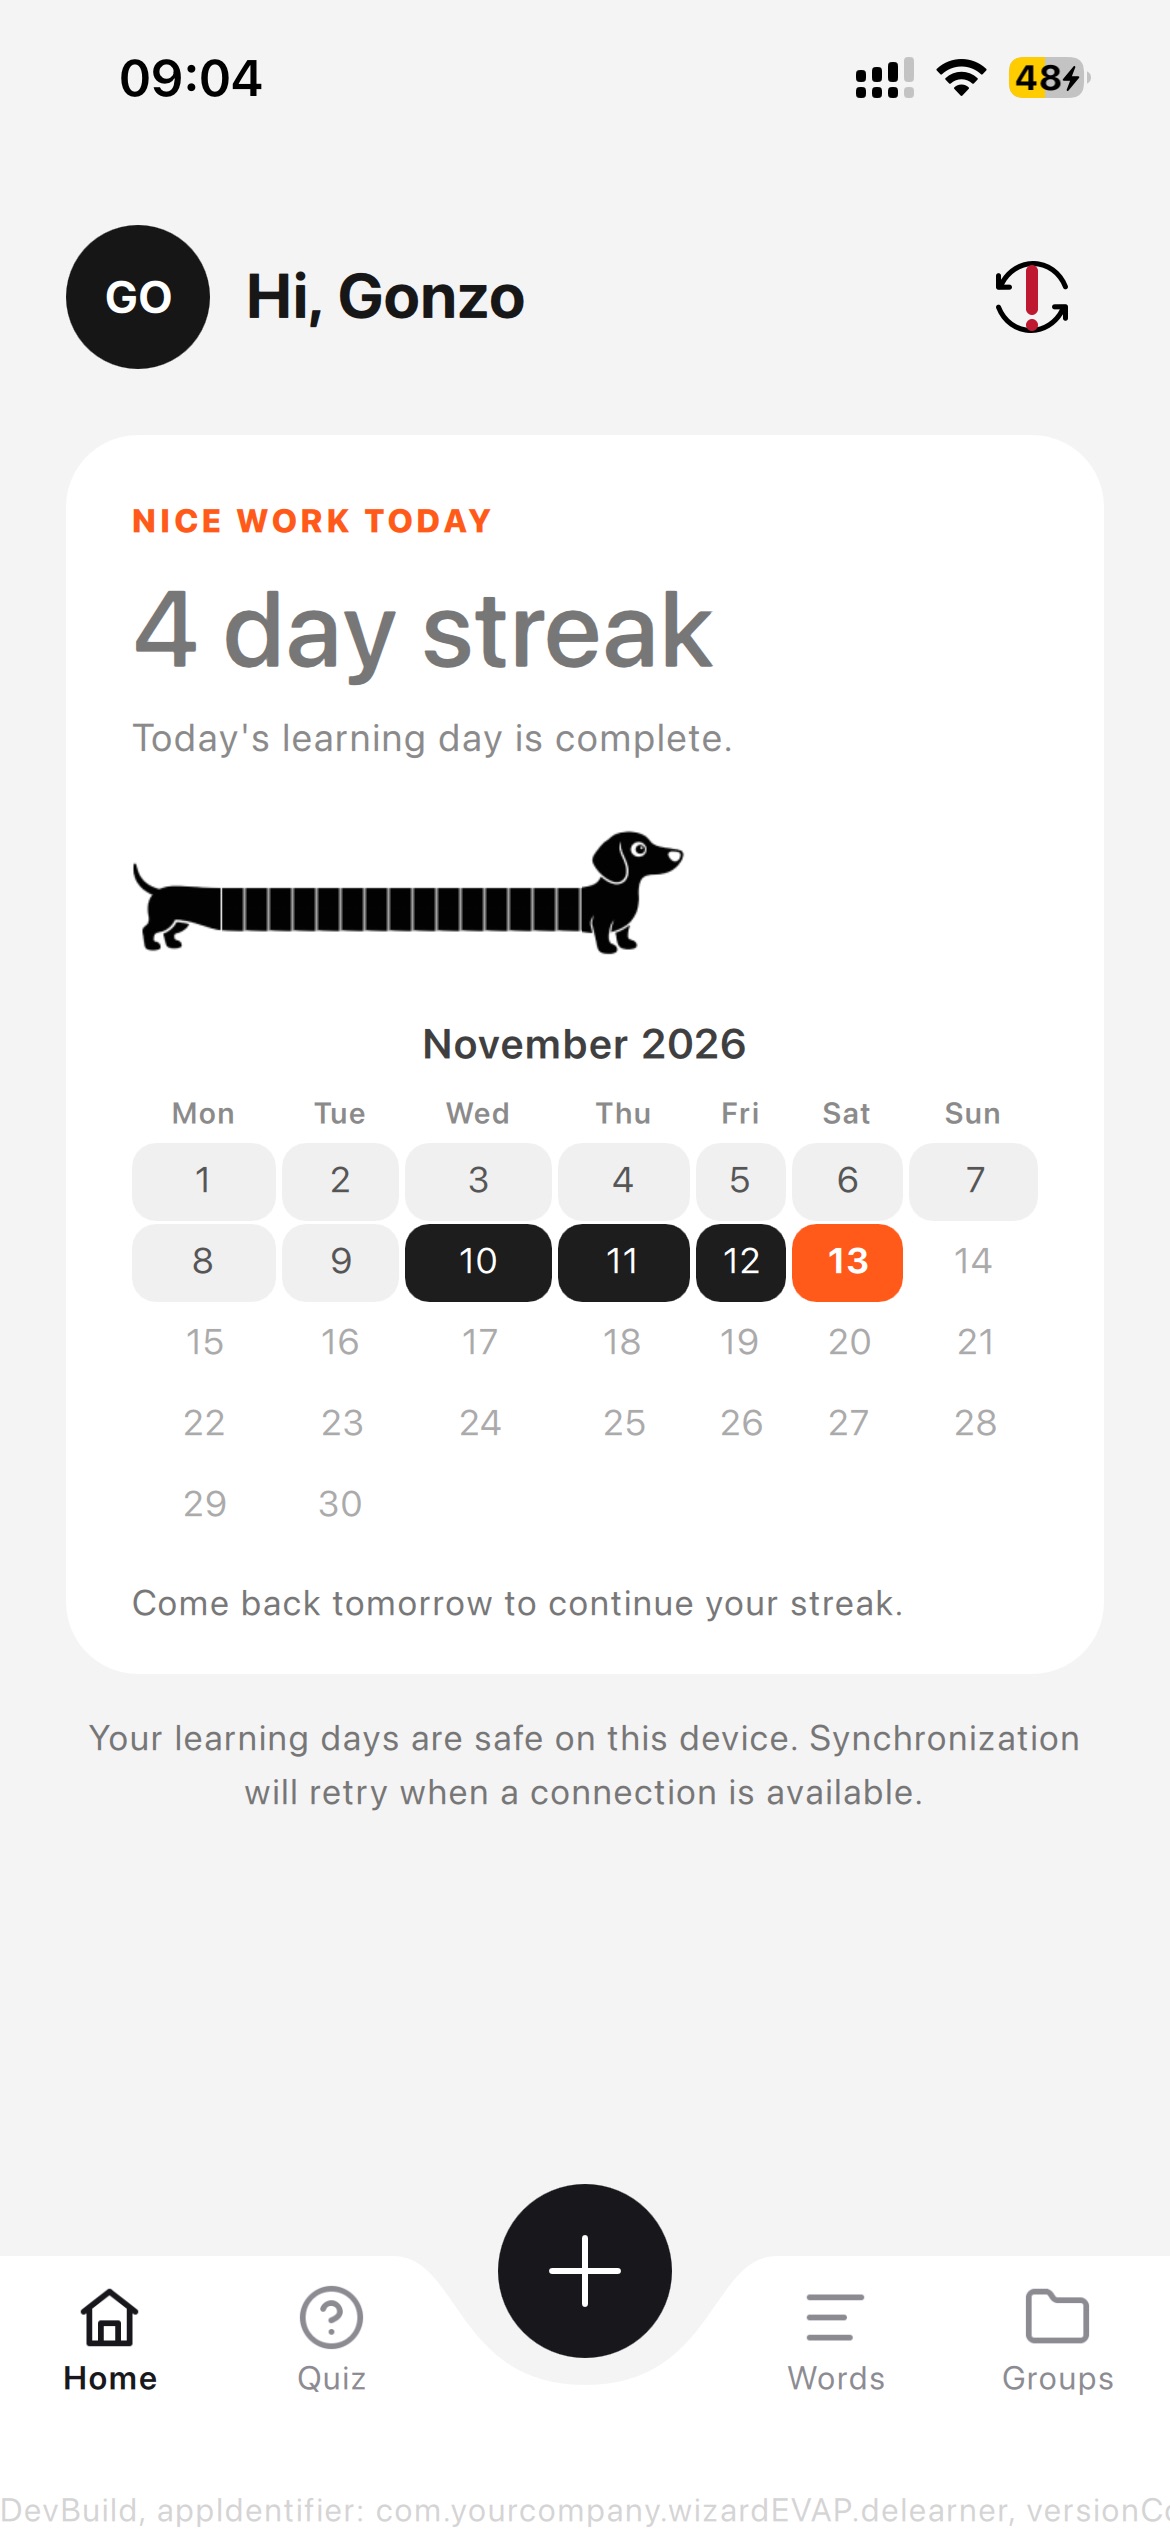 09:04
48
GO
Hi, Gonzo
NICE WORK TODAY
4 day streak
Today's learning day is complete.
November 2026
Mon Tue Wed Thu Fri Sat Sun
1 2 3 4 5 6 7
8 9 10 11 12 13 14
15 16 17 18 19 20 21
22 23 24 25 26 27 28
29 30
Come back tomorrow to continue your streak.
Your learning days are safe on this device. Synchronization
will retry when a connection is available.
Home Quiz Words Groups
DevBuild, appIdentifier: com.yourcompany.wizardEVAP.delearner, versionCo